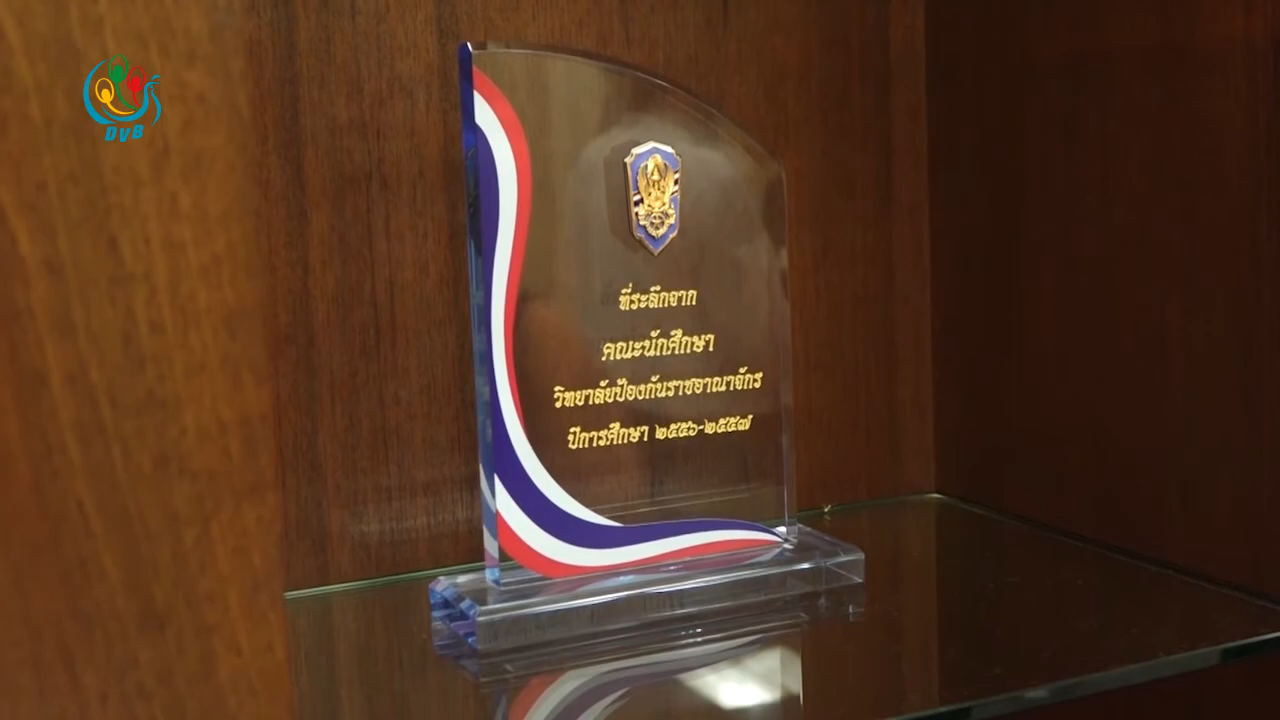 DVB
ที่ระลึกจาก
คณะนักศึกษา
วิทยาลัยป้องกันราชอาณาจักร
ปีการศึกษา ๒๕๕๖-๒๕๕๗